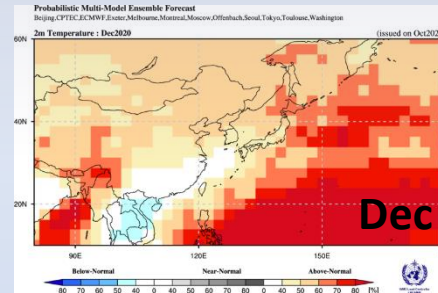 Probabilistic Multi-Model Ensemble Forecast
Beijing,CPTEC,ECMWF,Exeter,Melbourne,Montreal,Moscow,Offenbach,Seoul,Tokyo,Toulouse,Washington
2m Temperature : Dec2020 (issued on Oct202
60N
40N
20N
Dec
90E 120E 150E
Below-Normal Near-Normal Above-Normal
80 70 60 50 40 0 40 50 60 70 80 0 40 50 60 70 80 [%]